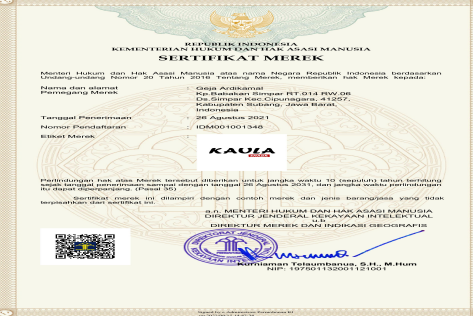 REPUBLIK INDONESIA
KEMENTERIAN HUKUM DAN HAK ASASI MANUSIA
SERTIFIKAT MEREK
Menteri Hukum dan Hak Asasi Manusia atas nama Negara Republik Indonesia berdasarkan
Undang-undang Nomor 20 Tahun 2016 Tentang Merek, memberikan hak Merek kepada:
Nama dan alamat : Geja Ardikamal
Pemegang Merek Kp.Babakan Simpar RT.014 RW.06
Ds.Simpar Kec.Cipunagara, 41257,
Kabupaten Subang, Jawa Barat,
Indonesia
Tanggal Penerimaan : 26 Agustus 2021
Nomor Pendaftaran : IDM001001348
Etiket Merek :
KAULA
Perlindungan hak atas Merek tersebut diberikan untuk jangka waktu 10 (sepuluh) tahun terhitung
sejak tanggal penerimaan sampai dengan tanggal 26 Agustus 2031, dan jangka waktu perlindungan
itu dapat diperpanjang. (Pasal 35)
Sertifikat merek ini dilampiri dengan contoh merek dan jenis barang/jasa yang tidak
terpisahkan dari sertifikat ini.
a.n. MENTERI HUKUM DAN HAK ASASI MANUSIA
DIREKTUR JENDERAL KEKAYAAN INTELEKTUAL
u.b
DIREKTUR MEREK DAN INDIKASI GEOGRAFIS
Kurniaman Telaumbanua, S.H., M.Hum
NIP: 197501132001121001